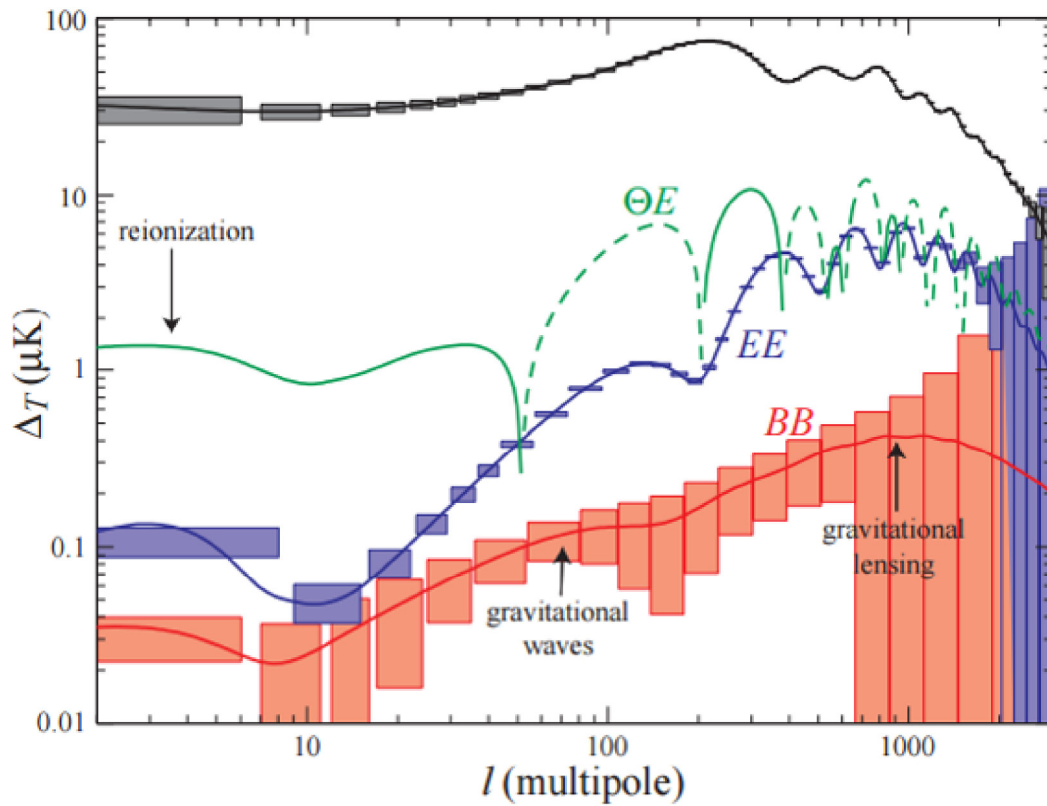 100
10
1
0.1
0.01
Δ_T (μK)
reionization
ΘE
EE
BB
gravitational
waves
gravitational
lensing
10
100
1000
l (multipole)